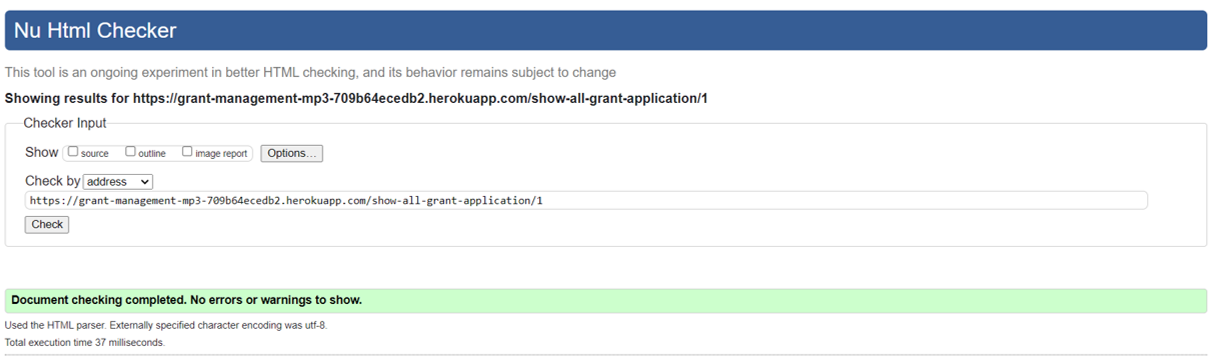 Nu Html Checker
This tool is an ongoing experiment in better HTML checking, and its behavior remains subject to change
Showing results for https://grant-management-mp3-709b64ecedb2.herokuapp.com/show-all-grant-application/1
Checker Input
Show source outline image report Options...
Check by address
https://grant-management-mp3-709b64ecedb2.herokuapp.com/show-all-grant-application/1
Check
Document checking completed. No errors or warnings to show.
Used the HTML parser. Externally specified character encoding was utf-8.
Total execution time 37 milliseconds.